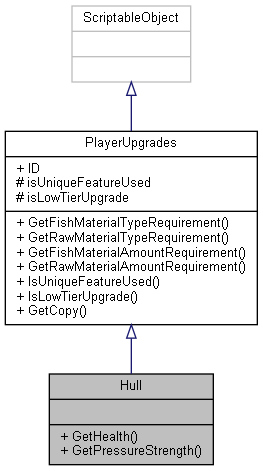 ScriptableObject
PlayerUpgrades
+ ID
# isUniqueFeatureUsed
# isLowTierUpgrade
+ GetFishMaterialTypeRequirement()
+ GetRawMaterialTypeRequirement()
+ GetFishMaterialAmountRequirement()
+ GetRawMaterialAmountRequirement()
+ IsUniqueFeatureUsed()
+ IsLowTierUpgrade()
+ GetCopy()
Hull
+ GetHealth()
+ GetPressureStrength()